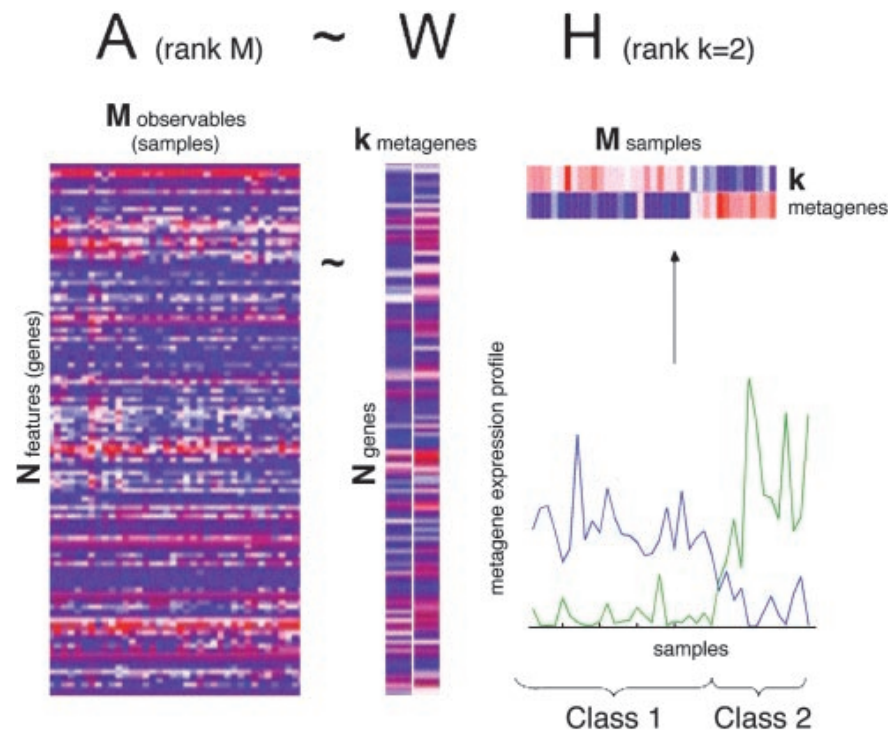 A (rank M) ~ W H (rank k=2)
M observables
(samples)
k metagenes
M samples
k
metagenes
~
N features (genes)
N genes
metagene expression profile
samples
Class 1 Class 2